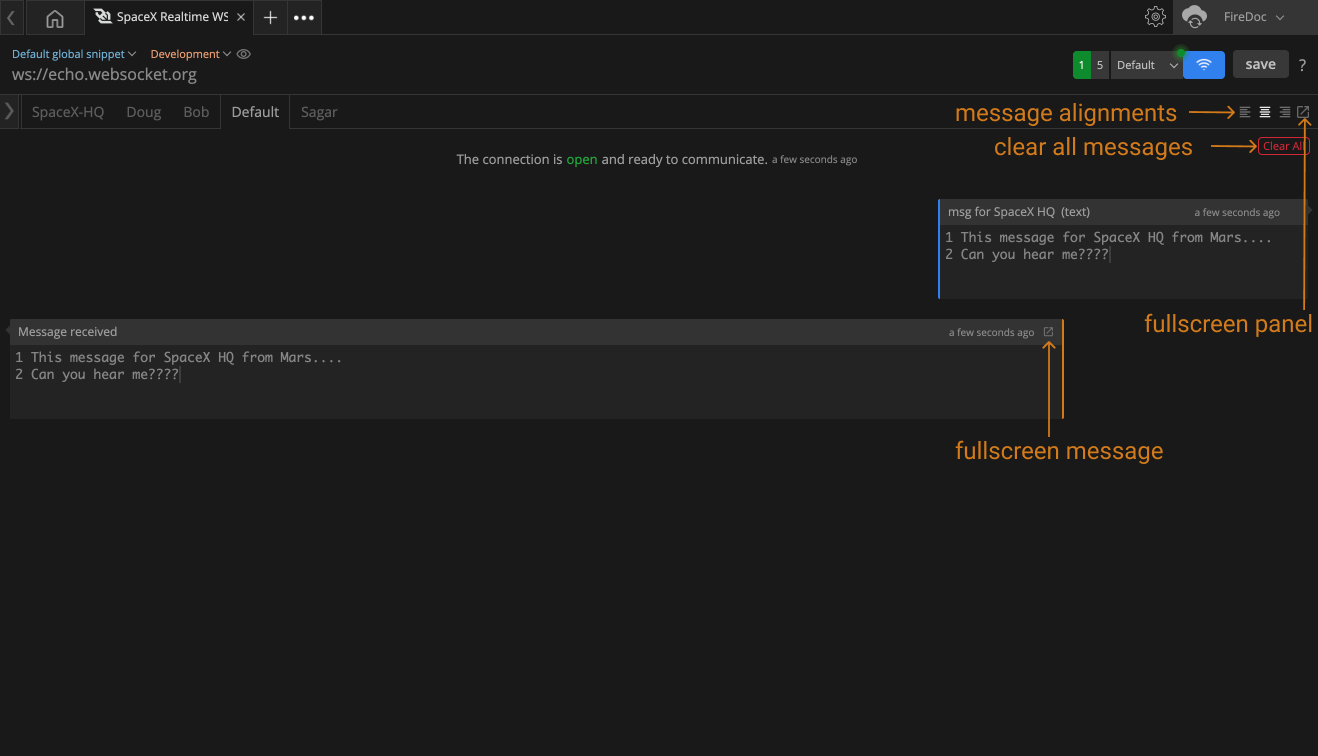 SpaceX Realtime WS
FireDoc
Default global snippet Development
ws://echo.websocket.org
1 5 Default save ?
SpaceX-HQ Doug Bob Default Sagar
message alignments
clear all messages
Clear All
The connection is open and ready to communicate. a few seconds ago
msg for SpaceX HQ (text) a few seconds ago
1 This message for SpaceX HQ from Mars....
2 Can you hear me????
fullscreen panel
Message received a few seconds ago
1 This message for SpaceX HQ from Mars....
2 Can you hear me????
fullscreen message